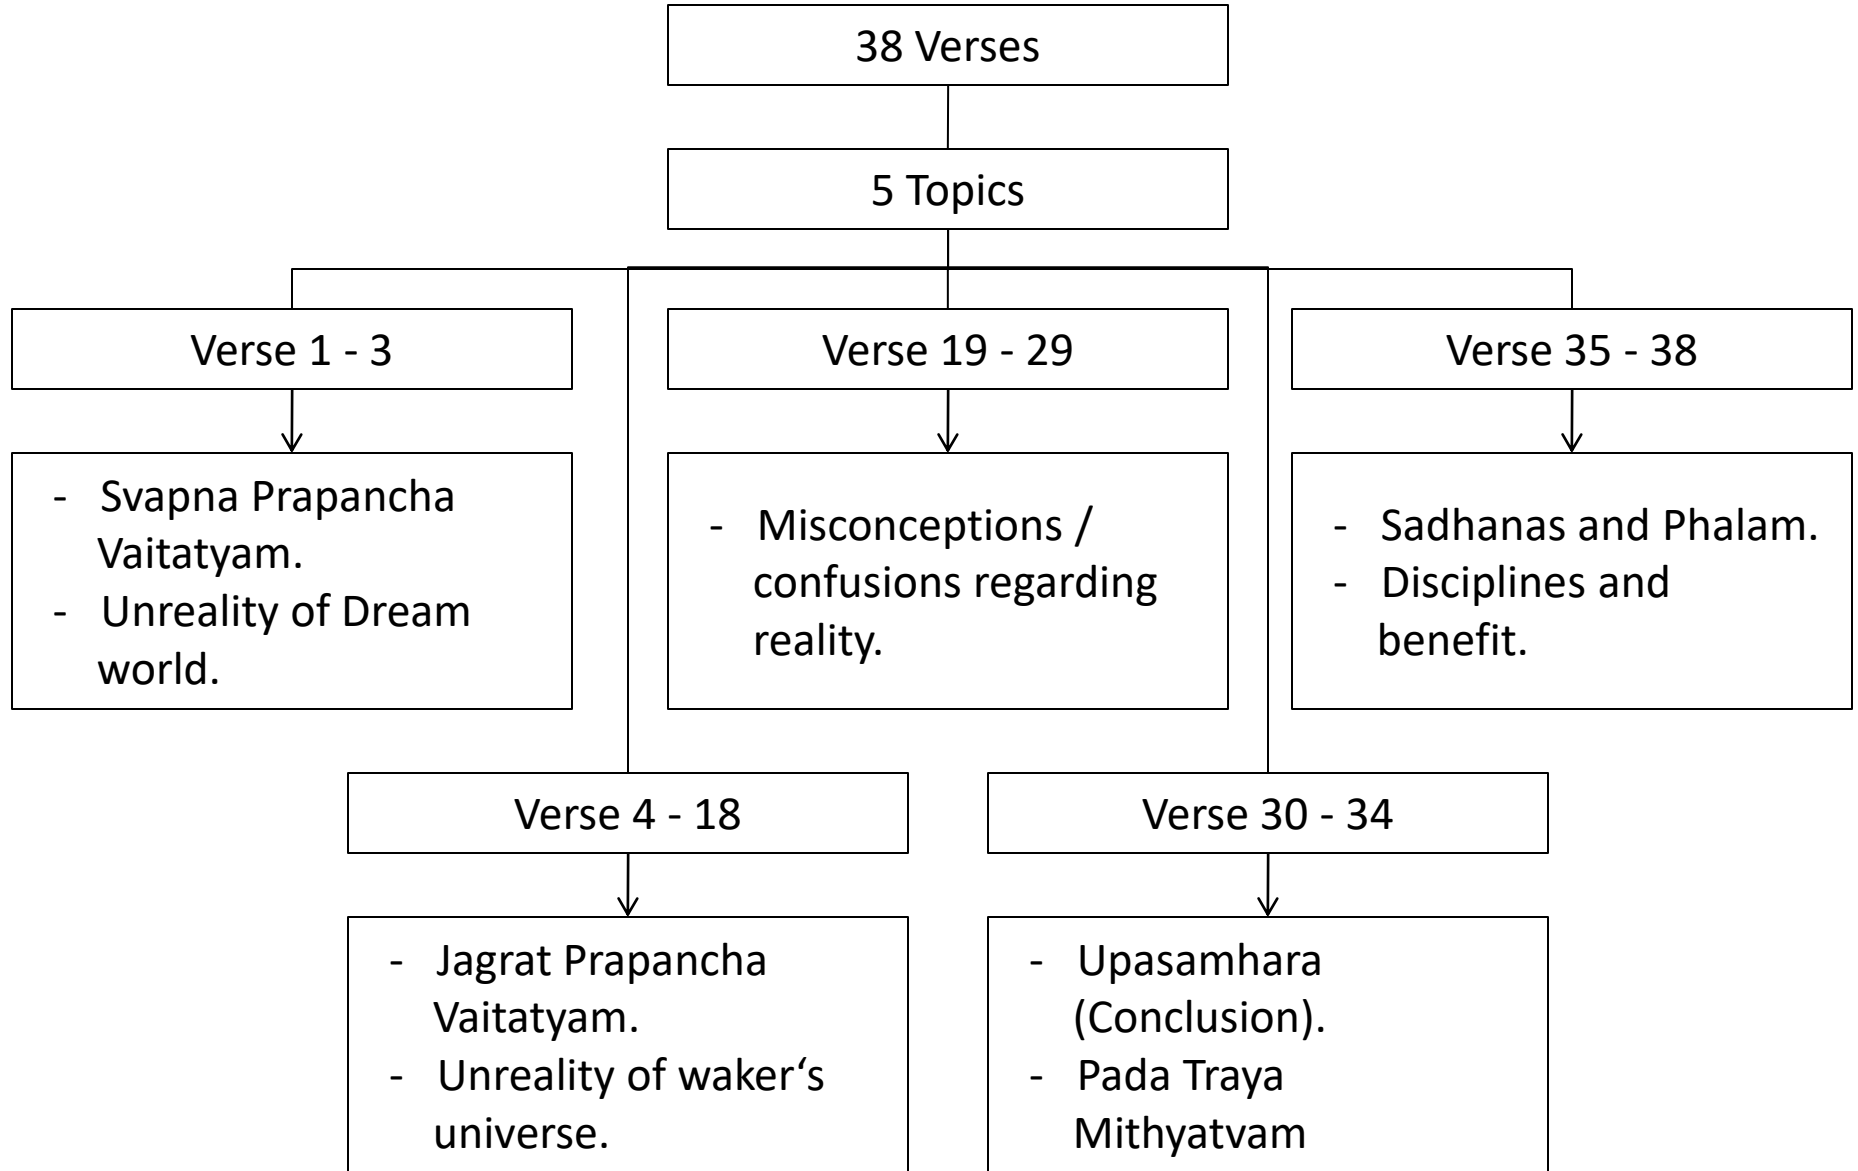 38 Verses
5 Topics
Verse 1 - 3
- Svapna Prapancha
Vaitatyam.
- Unreality of Dream
world.
Verse 19 - 29
- Misconceptions /
confusions regarding
reality.
Verse 35 - 38
- Sadhanas and Phalam.
- Disciplines and
benefit.
Verse 4 - 18
- Jagrat Prapancha
Vaitatyam.
- Unreality of waker‘s
universe.
Verse 30 - 34
- Upasamhara
(Conclusion).
- Pada Traya
Mithyatvam